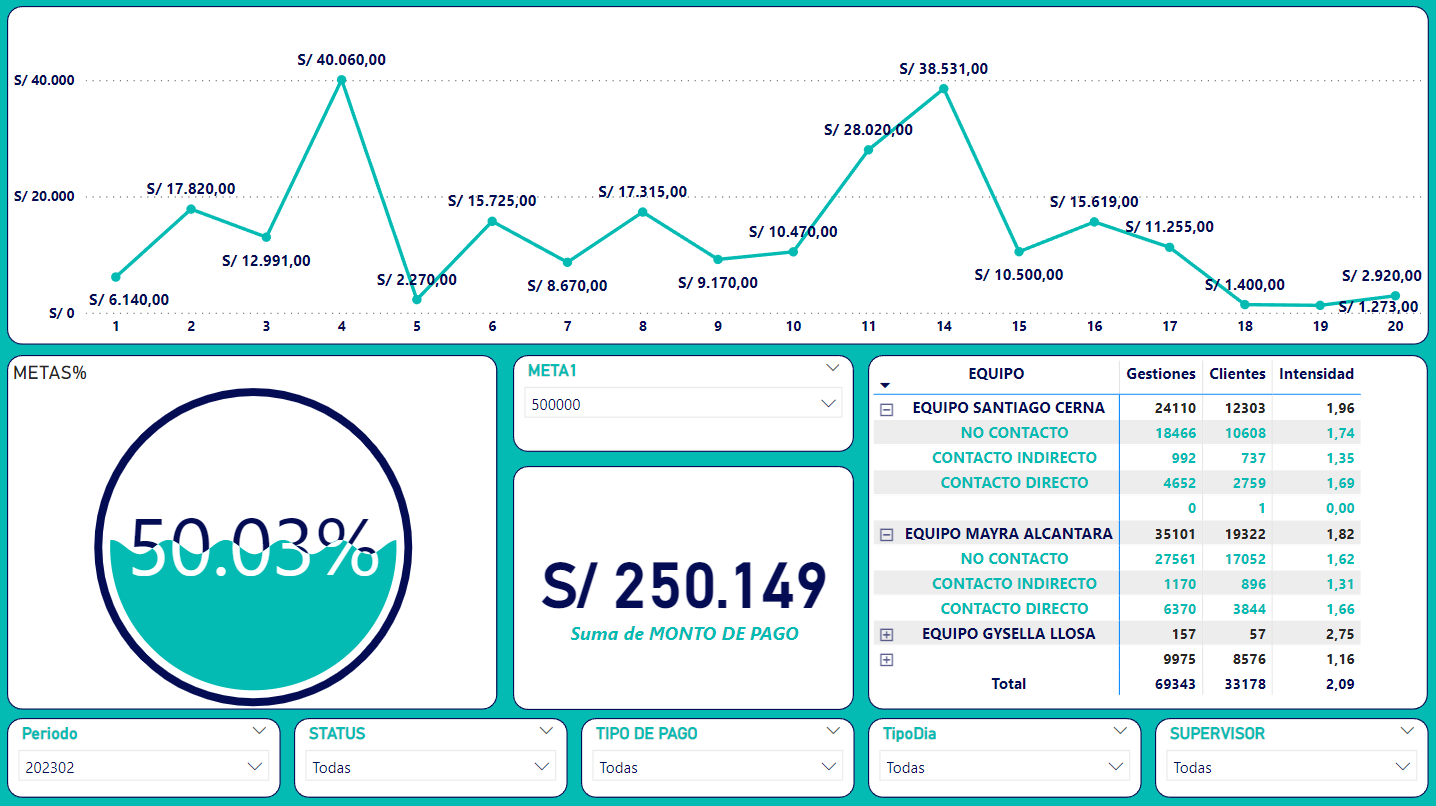 S/ 40.000
S/ 20.000
S/ 0
S/ 6.140,00
S/ 17.820,00
S/ 12.991,00
S/ 40.060,00
S/ 2.270,00
S/ 15.725,00
S/ 8.670,00
S/ 17.315,00
S/ 9.170,00
S/ 10.470,00
S/ 28.020,00
S/ 38.531,00
S/ 10.500,00
S/ 15.619,00
S/ 11.255,00
S/ 1.400,00
S/ 1.273,00
S/ 2.920,00
1 2 3 4 5 6 7 8 9 10 11 14 15 16 17 18 19 20
METAS%
50.03%
META1
500000
S/ 250.149
Suma de MONTO DE PAGO
EQUIPO Gestiones Clientes Intensidad
EQUIPO SANTIAGO CERNA 24110 12303 1,96
NO CONTACTO 18466 10608 1,74
CONTACTO INDIRECTO 992 737 1,35
CONTACTO DIRECTO 4652 2759 1,69
0 1 0,00
EQUIPO MAYRA ALCANTARA 35101 19322 1,82
NO CONTACTO 27561 17052 1,62
CONTACTO INDIRECTO 1170 896 1,31
CONTACTO DIRECTO 6370 3844 1,66
EQUIPO GYSELLA LLOSA 157 57 2,75
9975 8576 1,16
Total 69343 33178 2,09
Periodo
202302
STATUS
Todas
TIPO DE PAGO
Todas
TipoDia
Todas
SUPERVISOR
Todas